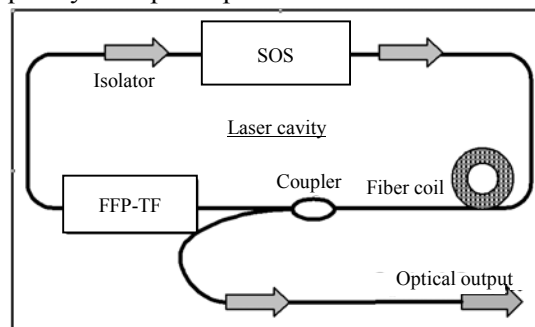 SOS
Isolator
Laser cavity
Coupler
Fiber coil
FFP-TF
Optical output